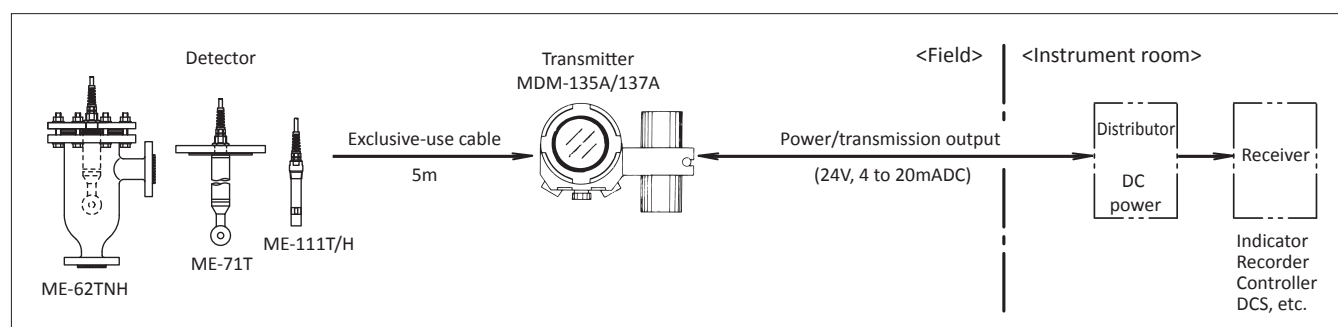 Detector
ME-62TNH
ME-71T
ME-111T/H
Exclusive-use cable
5m
Transmitter
MDM-135A/137A
<Field>
<Instrument room>
Power/transmission output
(24V, 4 to 20mADC)
Distributor
DC
power
Receiver
Indicator
Recorder
Controller
DCS, etc.